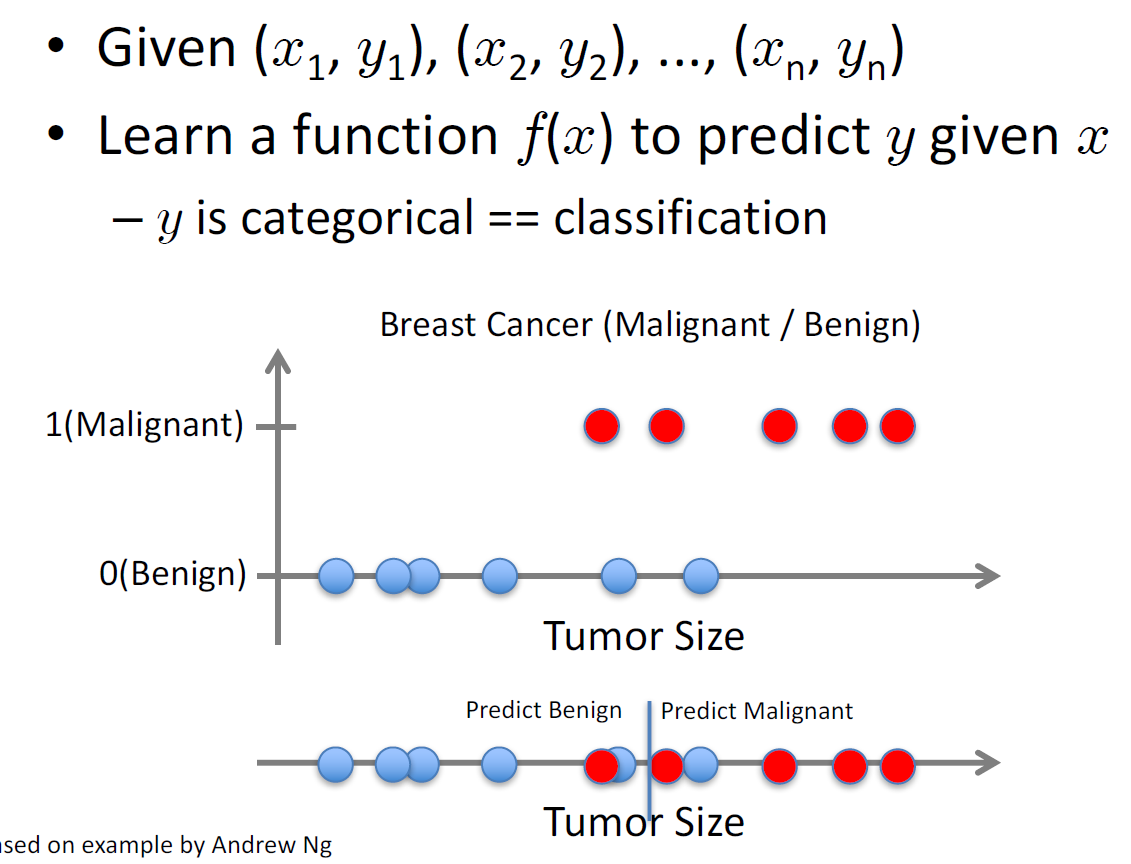 • Given (x₁, y₁), (x₂, y₂), ..., (xₙ, yₙ)
• Learn a function f(x) to predict y given x
– y is categorical == classification
Breast Cancer (Malignant / Benign)
1(Malignant)
0(Benign)
Tumor Size
Predict Benign
Predict Malignant
Tumor Size
on example by Andrew Ng